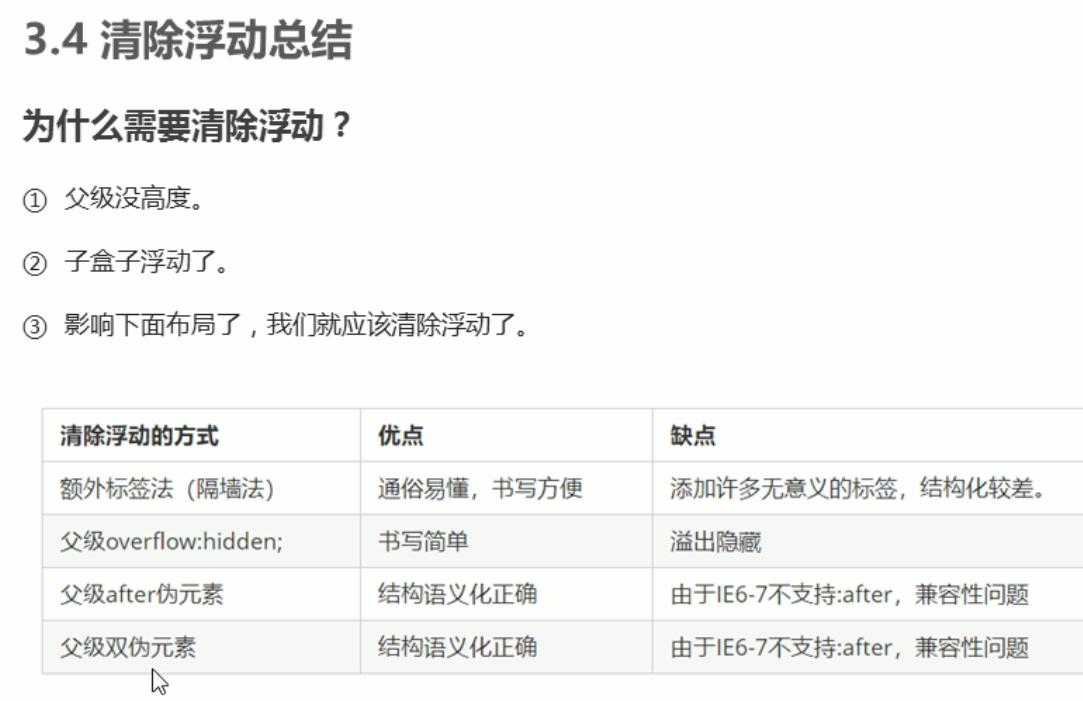 3.4 清除浮动总结
为什么需要清除浮动？
① 父级没高度。
② 子盒子浮动了。
③ 影响下面布局了，我们就应该清除浮动了。
清除浮动的方式 优点 缺点
额外标签法（隔墙法） 通俗易懂，书写方便 添加许多无意义的标签，结构化较差。
父级overflow:hidden; 书写简单 溢出隐藏
父级after伪元素 结构语义化正确 由于IE6-7不支持:after，兼容性问题
父级双伪元素 结构语义化正确 由于IE6-7不支持:after，兼容性问题